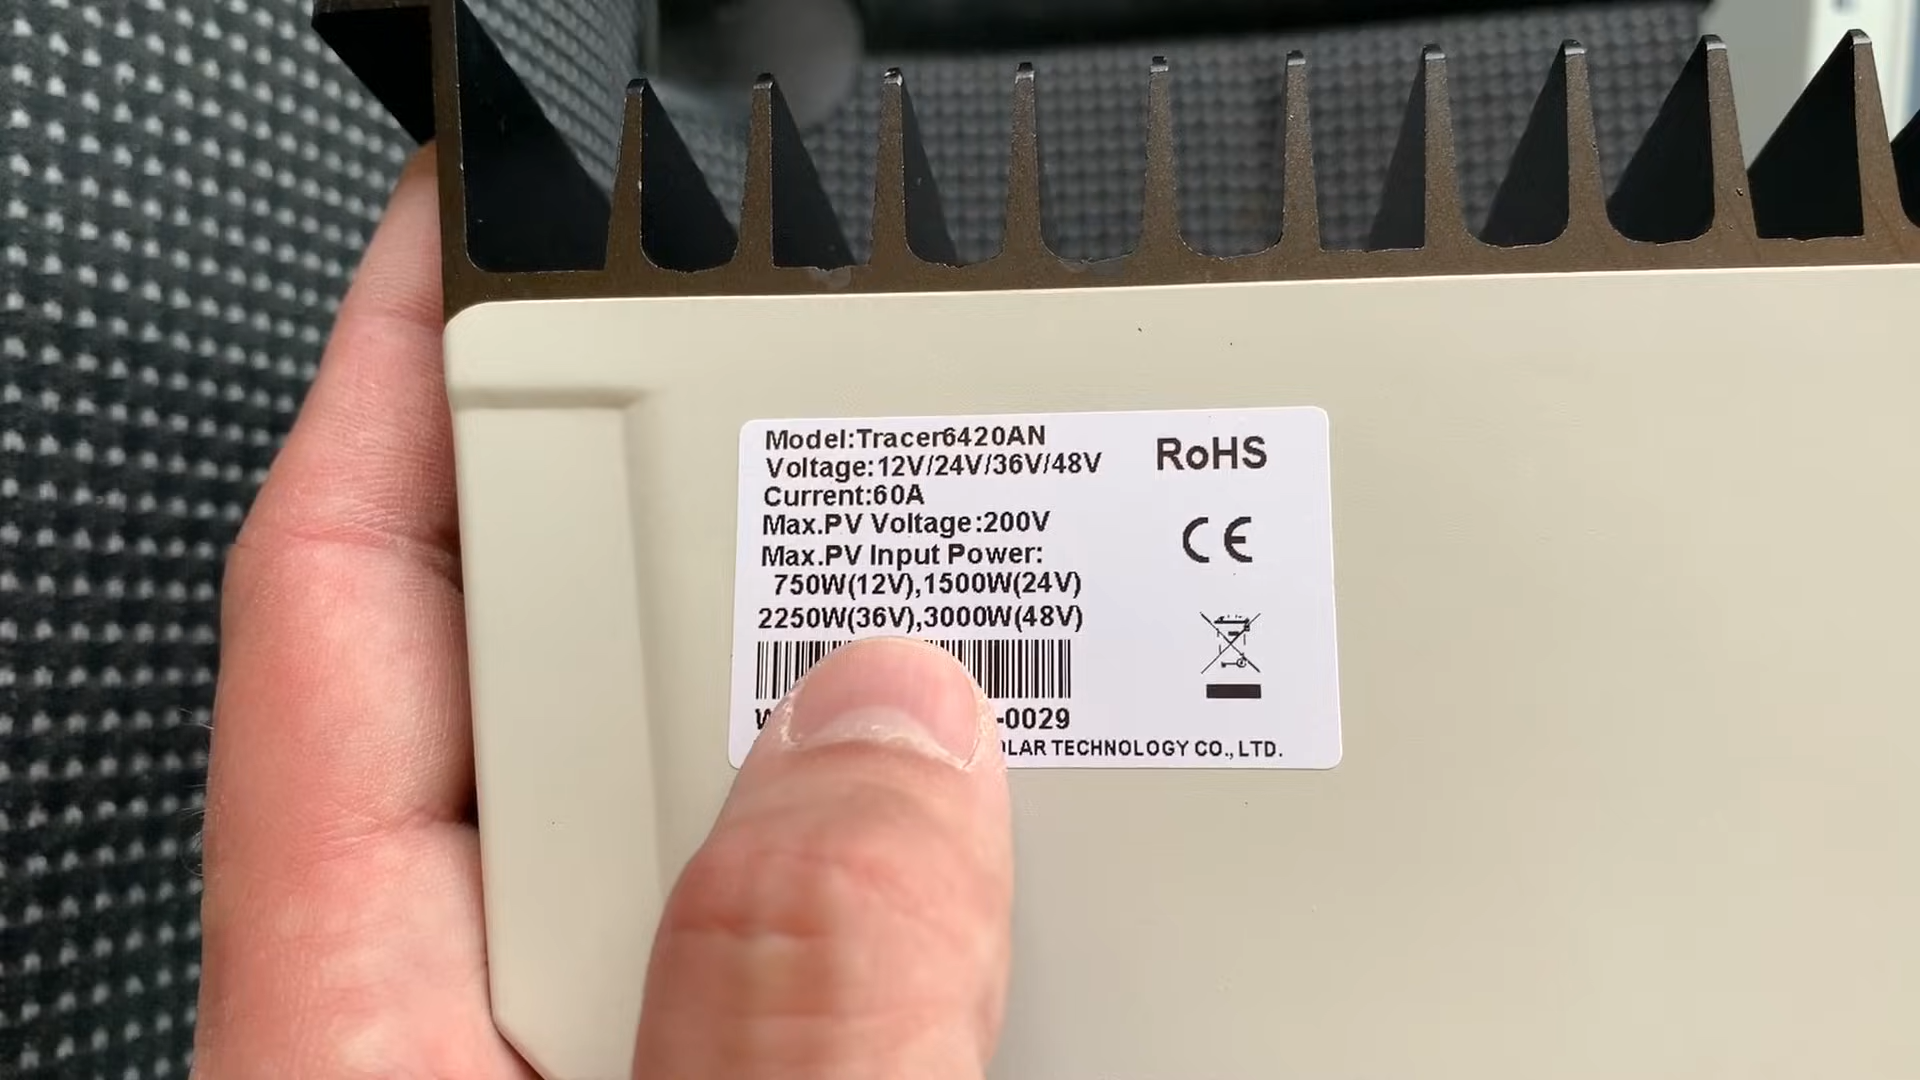 Model:Tracer6420AN
Voltage:12V/24V/36V/48V
Current:60A
Max.PV Voltage:200V
Max.PV Input Power:
750W(12V),1500W(24V)
2250W(36V),3000W(48V)
-0029
TECHNOLOGY CO., LTD.
RoHS
CE